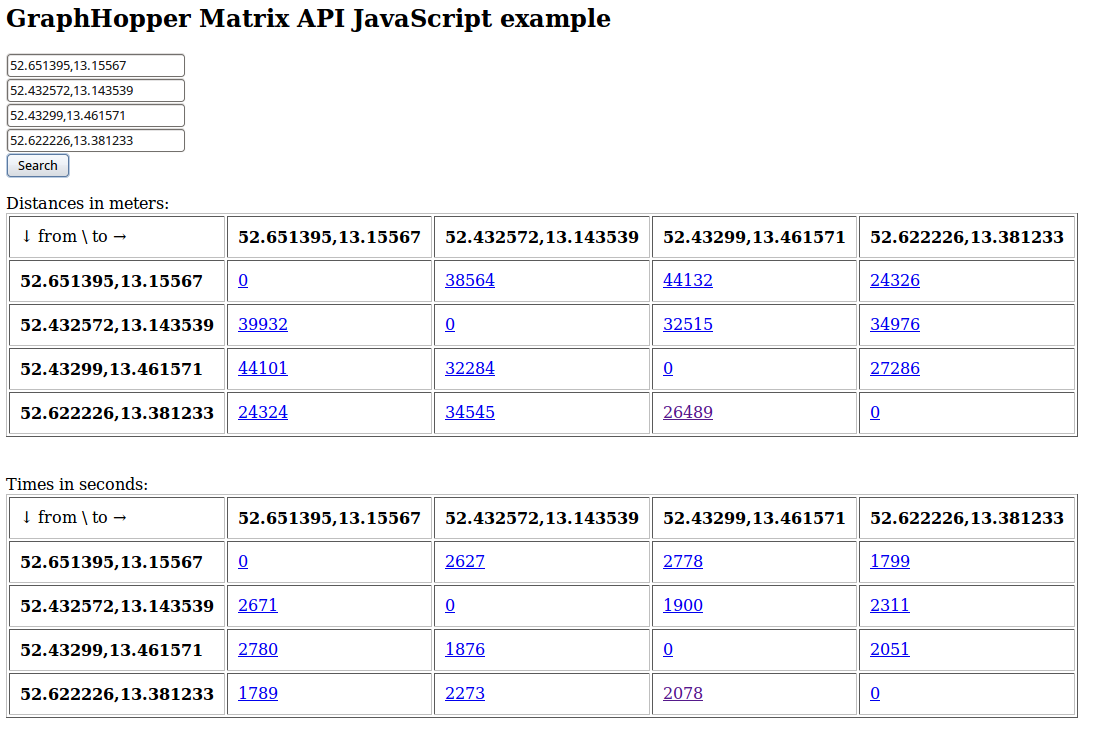 GraphHopper Matrix API JavaScript example
52.651395,13.15567
52.432572,13.143539
52.43299,13.461571
52.622226,13.381233
Search
Distances in meters:
↓ from \ to → 52.651395,13.15567 52.432572,13.143539 52.43299,13.461571 52.622226,13.381233
52.651395,13.15567 0 38564 44132 24326
52.432572,13.143539 39932 0 32515 34976
52.43299,13.461571 44101 32284 0 27286
52.622226,13.381233 24324 34545 26489 0
Times in seconds:
↓ from \ to → 52.651395,13.15567 52.432572,13.143539 52.43299,13.461571 52.622226,13.381233
52.651395,13.15567 0 2627 2778 1799
52.432572,13.143539 2671 0 1900 2311
52.43299,13.461571 2780 1876 0 2051
52.622226,13.381233 1789 2273 2078 0